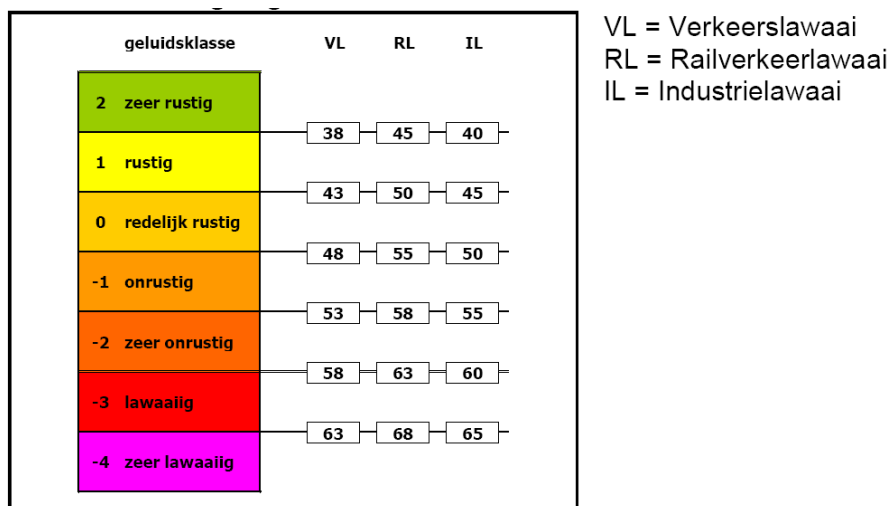 geluidsklasse VL RL IL
2 zeer rustig
38 45 40
1 rustig
43 50 45
0 redelijk rustig
48 55 50
-1 onrustig
53 58 55
-2 zeer onrustig
58 63 60
-3 lawaaiig
63 68 65
-4 zeer lawaaiig
VL = Verkeerslawaai
RL = Railverkeerlawaai
IL = Industrielawaai